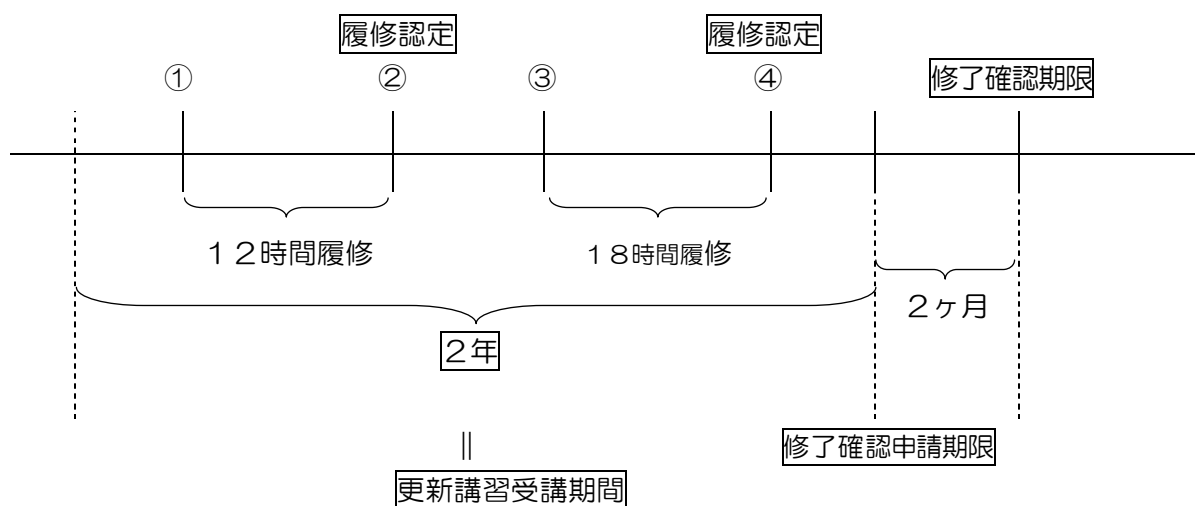 履修認定
履修認定
①
②
③
④
修了確認期限
１２時間履修
１８時間履修
２ヶ月
２年
||
修了確認申請期限
更新講習受講期間